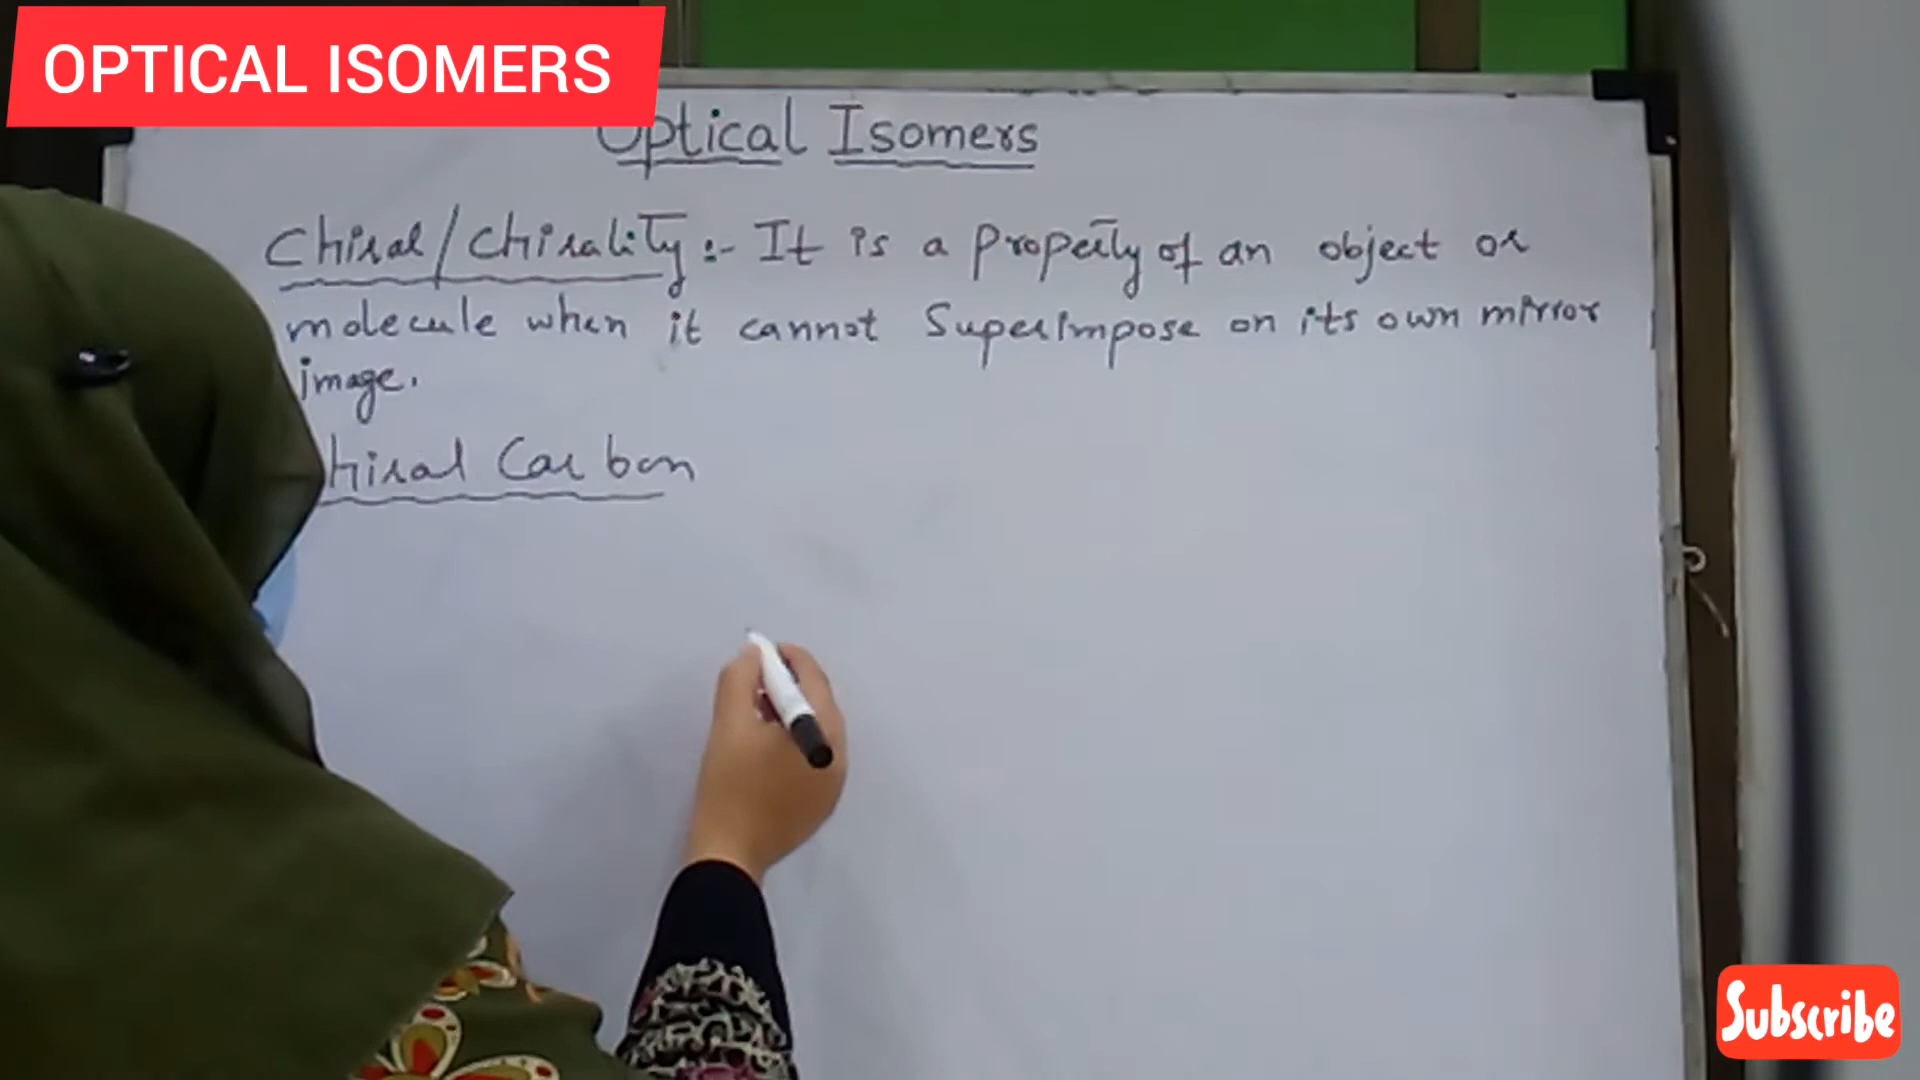 OPTICAL ISOMERS
Optical Isomers
Chiral/Chirality:- It is a Property of an object or
molecule when it cannot Superimpose on its own mirror
image.
hiral Carbon
Subscribe